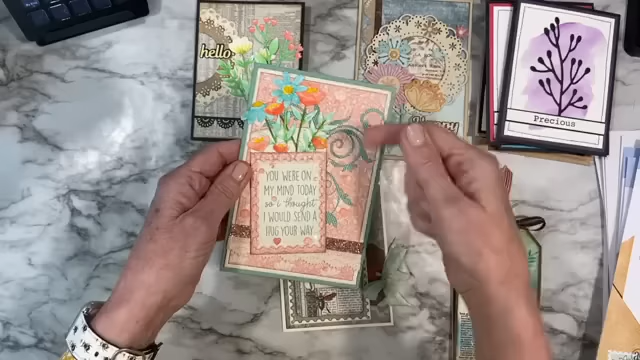 hello
Precious
YOU WERE ON
MY MIND TODAY
so i thought
I WOULD SEND A
HUG YOUR WAY